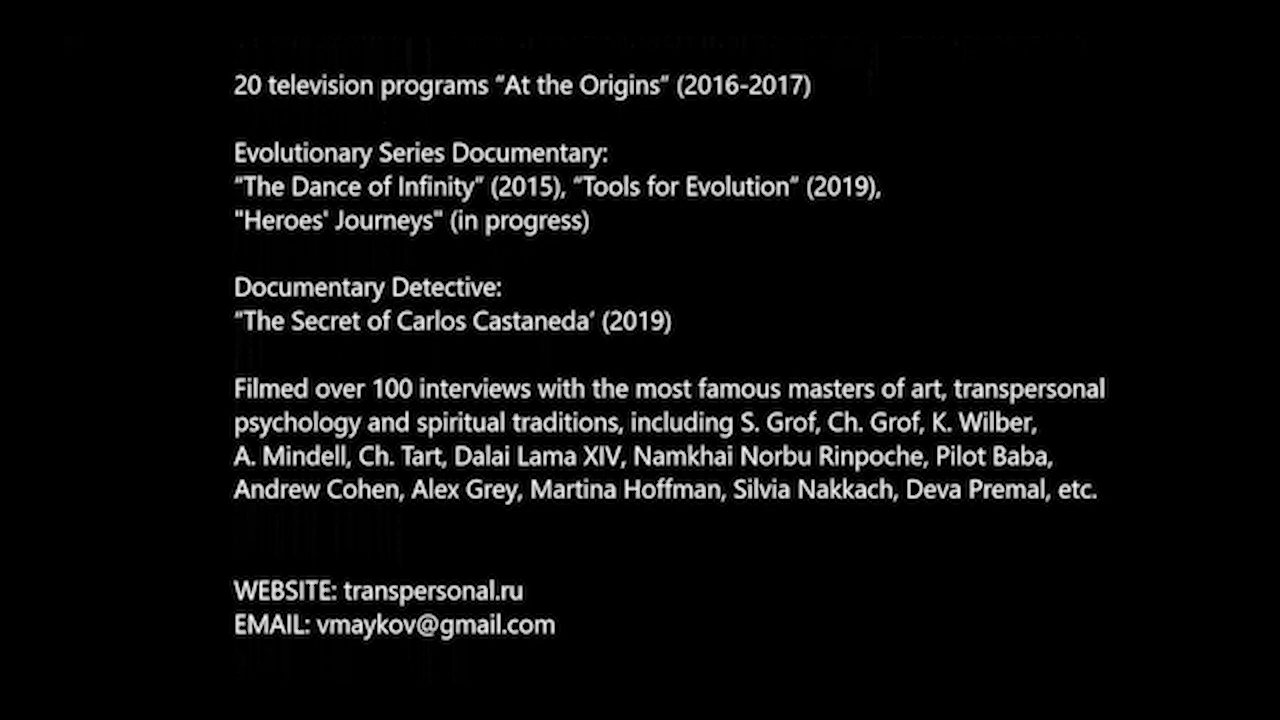 20 television programs “At the Origins” (2016-2017)
Evolutionary Series Documentary:
“The Dance of Infinity” (2015), “Tools for Evolution” (2019),
"Heroes' Journeys" (in progress)
Documentary Detective:
“The Secret of Carlos Castaneda’ (2019)
Filmed over 100 interviews with the most famous masters of art, transpersonal
psychology and spiritual traditions, including S. Grof, Ch. Grof, K. Wilber,
A. Mindell, Ch. Tart, Dalai Lama XIV, Namkhai Norbu Rinpoche, Pilot Baba,
Andrew Cohen, Alex Grey, Martina Hoffman, Silvia Nakkach, Deva Premal, etc.
WEBSITE: transpersonal.ru
EMAIL: vmaykov@gmail.com